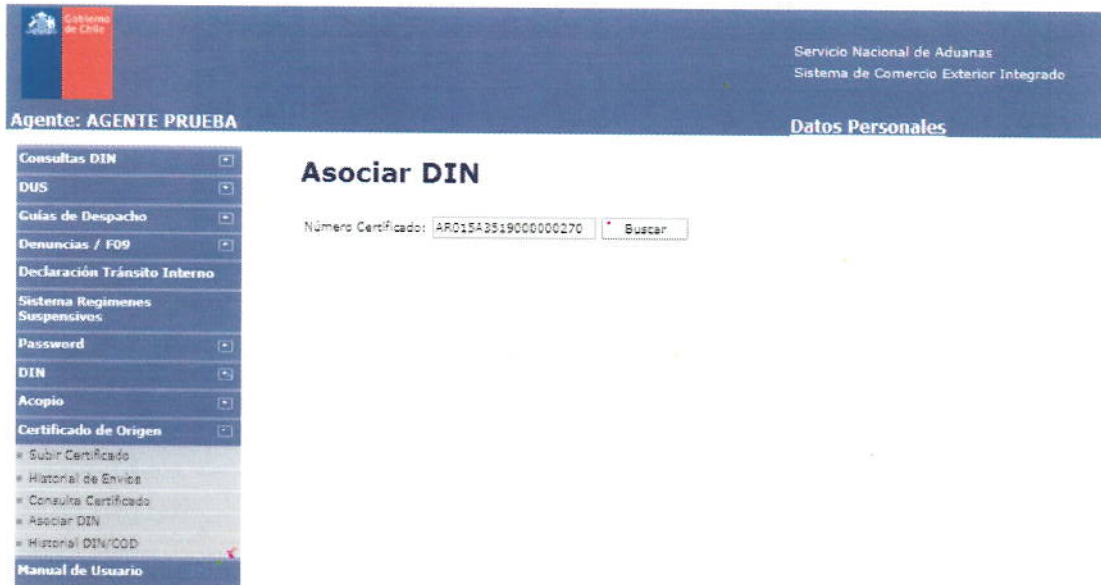 Gobierno
de Chile
Servicio Nacional de Aduanas
Sistema de Comercio Exterior Integrado
Agente: AGENTE PRUEBA
Datos Personales
Consultas DIN
DUS
Guías de Despacho
Denuncias / F09
Declaración Tránsito Interno
Sistema Regimenes
Suspensivos
Password
DIN
Acopio
Certificado de Origen
Subir Certificado
Historial de Envíos
Consulta Certificado
Asociar DIN
Historial DIN/COD
Manual de Usuario
Asociar DIN
Número Certificado: AR015A3519000000270 Buscar